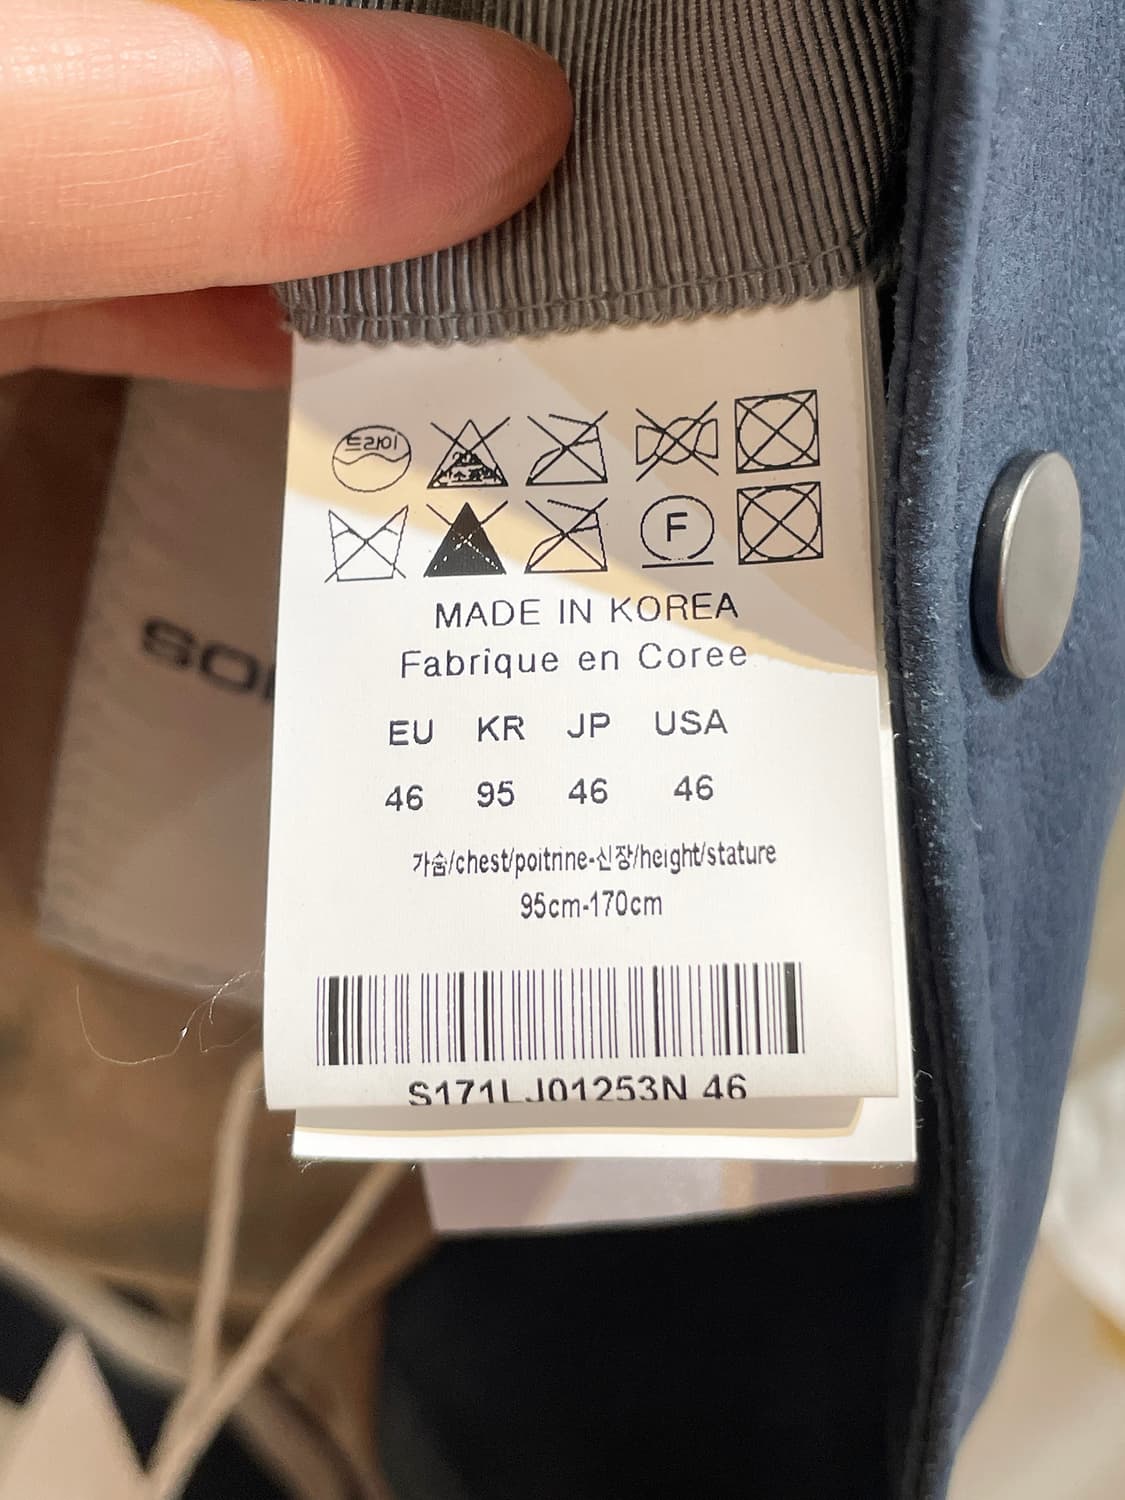 드라이
F
MADE IN KOREA
Fabrique en Coree
EU KR JP USA
46 95 46 46
가슴/chest/poitrine-신장/height/stature
95cm-170cm
S171LJ01253N 46